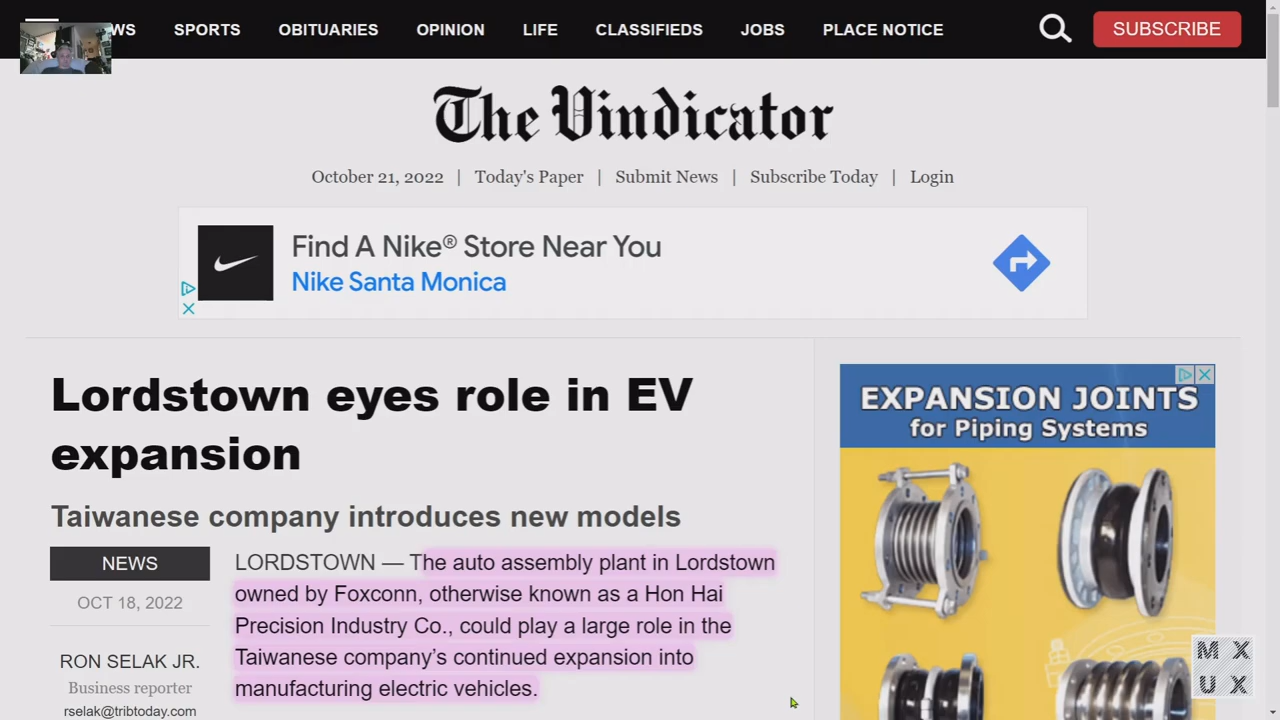 WS SPORTS OBITUARIES OPINION LIFE CLASSIFIEDS JOBS PLACE NOTICE SUBSCRIBE
The Vindicator
October 21, 2022 | Today's Paper | Submit News | Subscribe Today | Login
Find A Nike® Store Near You
Nike Santa Monica
Lordstown eyes role in EV
expansion
Taiwanese company introduces new models
NEWS
OCT 18, 2022
RON SELAK JR.
Business reporter
rselak@tribtoday.com
LORDSTOWN — The auto assembly plant in Lordstown
owned by Foxconn, otherwise known as a Hon Hai
Precision Industry Co., could play a large role in the
Taiwanese company's continued expansion into
manufacturing electric vehicles.
EXPANSION JOINTS
for Piping Systems
M X
U X